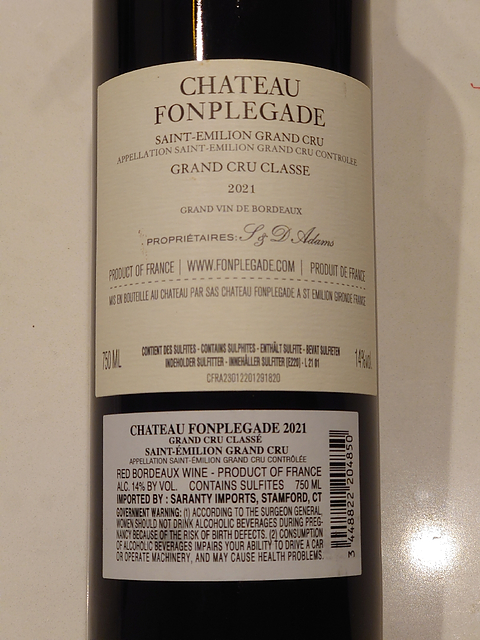 CHATEAU
FONPLEGADE
SAINT-EMILION GRAND CRU
APPELLATION SAINT-EMILION GRAND CRU CONTROLEE
GRAND CRU CLASSE
2021
GRAND VIN DE BORDEAUX
PROPRIÉTAIRES: S & D Adams
PRODUCT OF FRANCE | WWW.FONPLEGADE.COM | PRODUIT DE FRANCE
MIS EN BOUTEILLE AU CHATEAU PAR SAS CHATEAU FONPLEGADE A ST EMILION GIRONDE FRANCE
750 ML
CONTIENT DES SULFITES - CONTAINS SULPHITES - ENTHÄLT SULFITE - BEVAT SULFIETEN
INDEHOLDER SULFITTER - INNEHÅLLER SULFITER (E220) - L 21 01
14%vol.
CFRA23G12201291820
CHATEAU FONPLEGADE 2021
GRAND CRU CLASSÉ
SAINT-ÉMILION GRAND CRU
APPELLATION SAINT-ÉMILION GRAND CRU CONTRÔLÉE
RED BORDEAUX WINE - PRODUCT OF FRANCE
ALC. 14% BY VOL. CONTAINS SULFITES 750 ML
IMPORTED BY : SARANTY IMPORTS, STAMFORD, CT
GOVERNMENT WARNING: (1) ACCORDING TO THE SURGEON GENERAL,
WOMEN SHOULD NOT DRINK ALCOHOLIC BEVERAGES DURING PREG-
NANCY BECAUSE OF THE RISK OF BIRTH DEFECTS. (2) CONSUMPTION
OF ALCOHOLIC BEVERAGES IMPAIRS YOUR ABILITY TO DRIVE A CAR
OR OPERATE MACHINERY, AND MAY CAUSE HEALTH PROBLEMS.
3 448822 204850